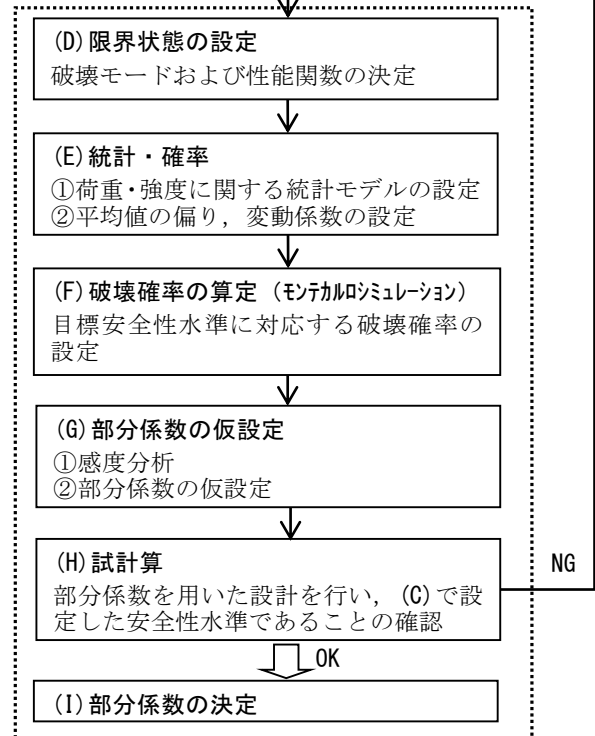 (D)限界状態の設定
破壊モードおよび性能関数の決定
(E)統計・確率
①荷重・強度に関する統計モデルの設定
②平均値の偏り，変動係数の設定
(F)破壊確率の算定（ﾓﾝﾃｶﾙﾛｼﾐｭﾚｰｼｮﾝ）
目標安全性水準に対応する破壊確率の
設定
(G)部分係数の仮設定
①感度分析
②部分係数の仮設定
(H)試計算
部分係数を用いた設計を行い，(C)で設
定した安全性水準であることの確認
NG
OK
(I)部分係数の決定